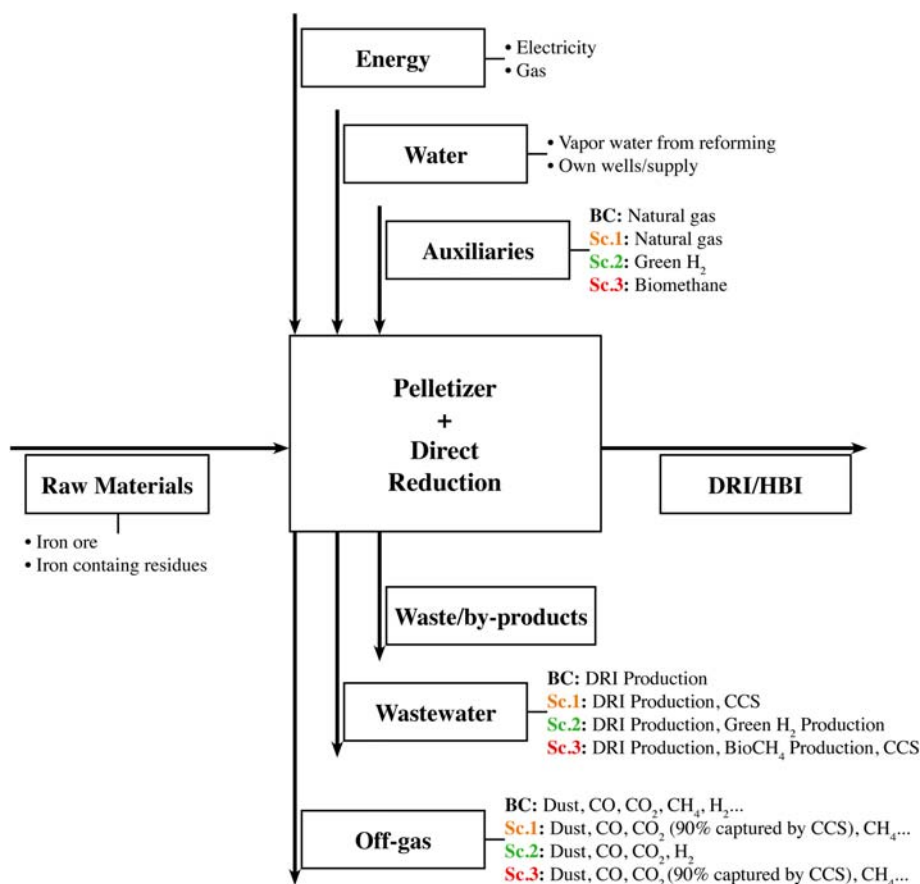 Energy
• Electricity
• Gas
Water
• Vapor water from reforming
• Own wells/supply
Auxiliaries
BC: Natural gas
Sc.1: Natural gas
Sc.2: Green H₂
Sc.3: Biomethane
Pelletizer
+
Direct
Reduction
Raw Materials
• Iron ore
• Iron containg residues
DRI/HBI
Waste/by-products
Wastewater
BC: DRI Production
Sc.1: DRI Production, CCS
Sc.2: DRI Production, Green H₂ Production
Sc.3: DRI Production, BioCH₄ Production, CCS
Off-gas
BC: Dust, CO, CO₂, CH₄, H₂...
Sc.1: Dust, CO, CO₂ (90% captured by CCS), CH₄...
Sc.2: Dust, CO, CO₂, H₂
Sc.3: Dust, CO, CO₂ (90% captured by CCS), CH₄...